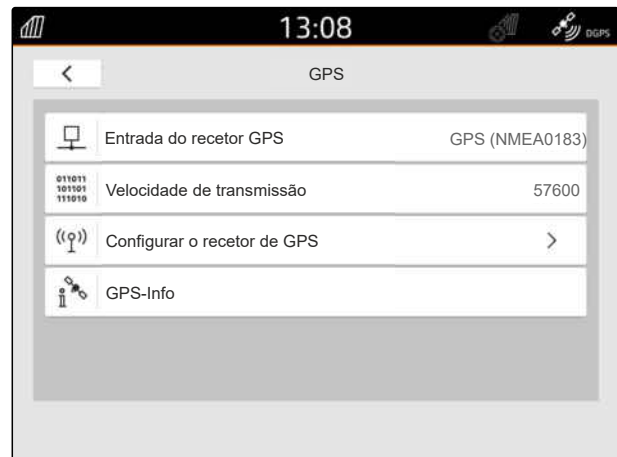 13:08
DGPS
GPS
Entrada do recetor GPS GPS (NMEA0183)
011011
101101
111010
Velocidade de transmissão 57600
Configurar o recetor de GPS
GPS-Info